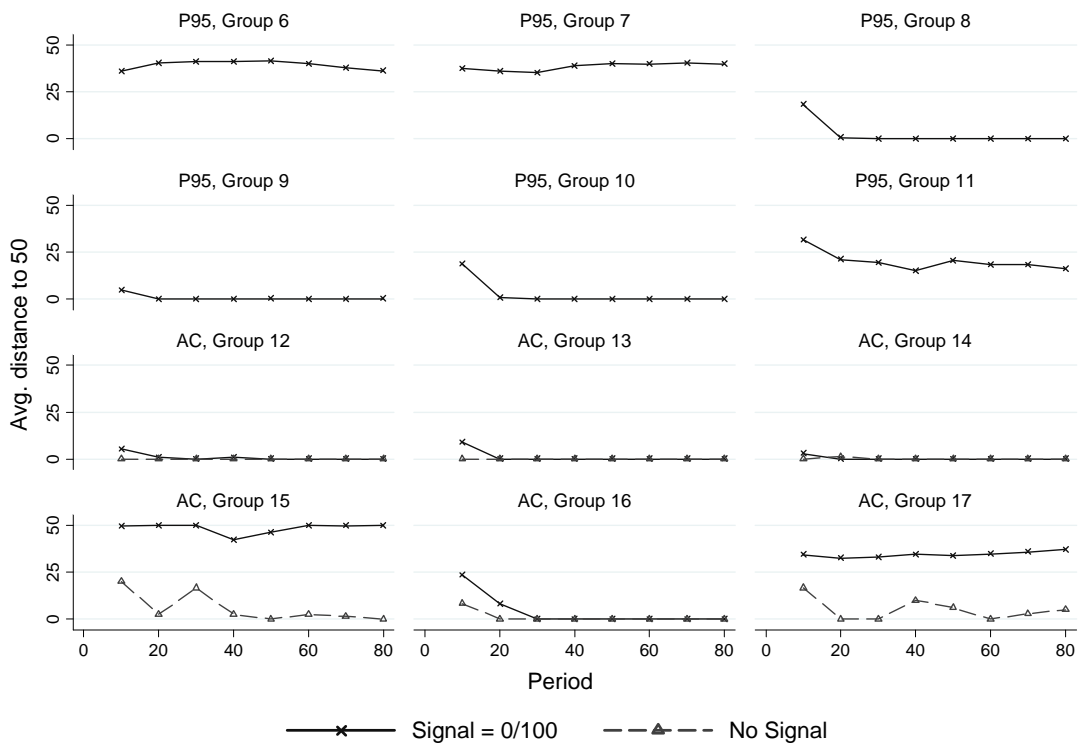 P95, Group 6 P95, Group 7 P95, Group 8
50
25
0
P95, Group 9 P95, Group 10 P95, Group 11
50
25
0
AC, Group 12 AC, Group 13 AC, Group 14
50
25
0
AC, Group 15 AC, Group 16 AC, Group 17
50
25
0
Avg. distance to 50
0 20 40 60 80 0 20 40 60 80 0 20 40 60 80
Period
Signal = 0/100 No Signal